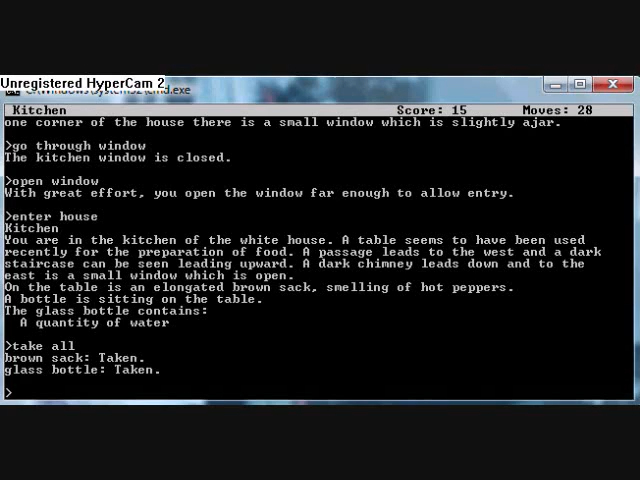 Unregistered HyperCam 2
C:\Windows\System32\cmd.exe
Kitchen Score: 15 Moves: 28
one corner of the house there is a small window which is slightly ajar.
>go through window
The kitchen window is closed.
>open window
With great effort, you open the window far enough to allow entry.
>enter house
Kitchen
You are in the kitchen of the white house. A table seems to have been used
recently for the preparation of food. A passage leads to the west and a dark
staircase can be seen leading upward. A dark chimney leads down and to the
east is a small window which is open.
On the table is an elongated brown sack, smelling of hot peppers.
A bottle is sitting on the table.
The glass bottle contains:
A quantity of water
>take all
brown sack: Taken.
glass bottle: Taken.
>